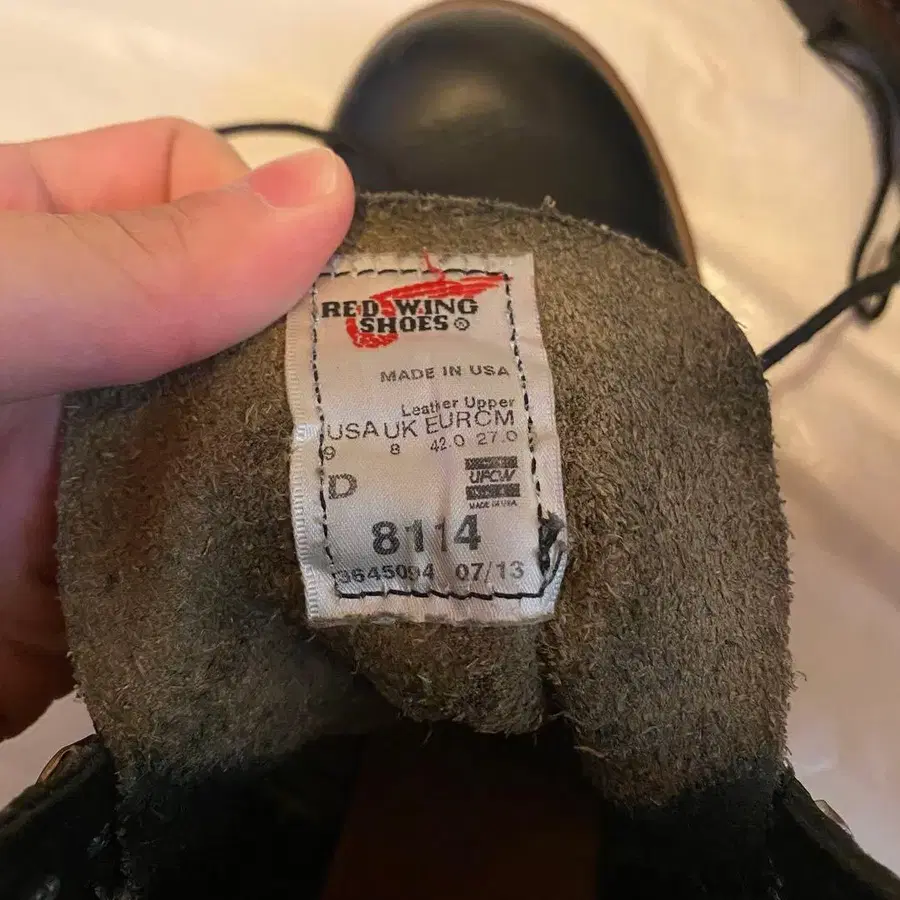 RED WING
SHOES®
MADE IN USA
Leather Upper
USA UK EUR CM
9 8 42.0 27.0
D
UFCW
MADE IN USA
8114
3645094 07/13